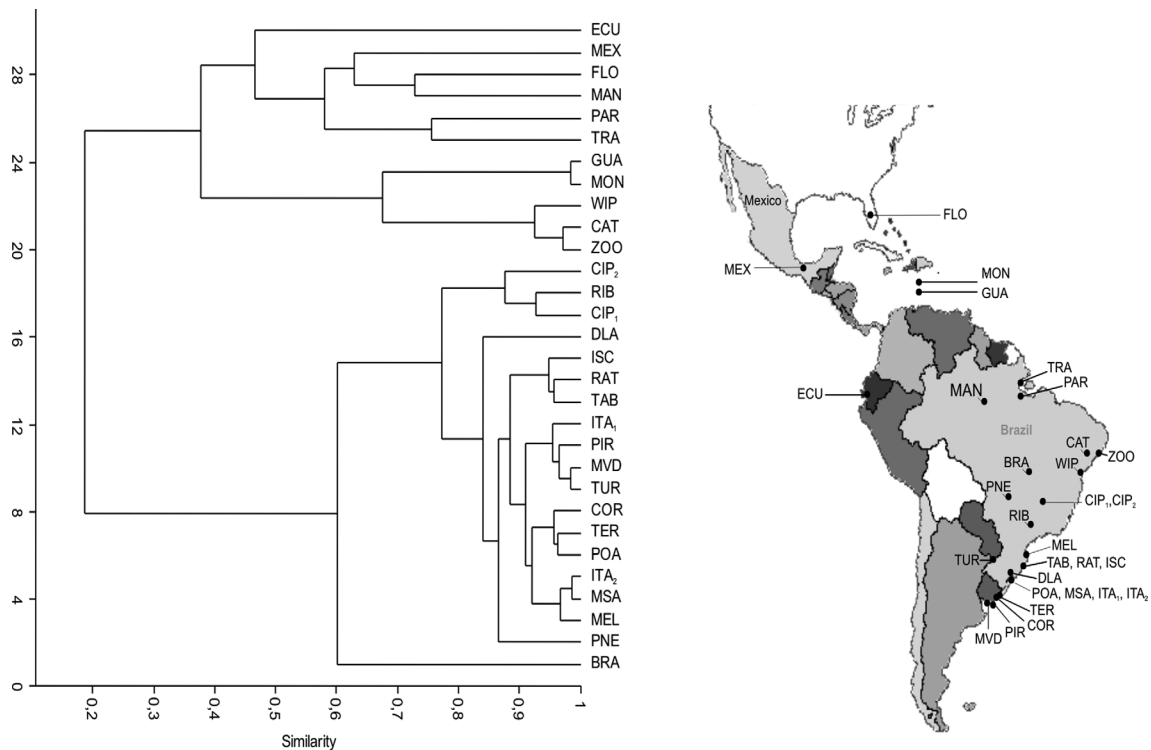 ECU
MEX
FLO
MAN
PAR
TRA
GUA
MON
WIP
CAT
ZOO
CIP₂
RIB
CIP₁
DLA
ISC
RAT
TAB
ITA₁
PIR
MVD
TUR
COR
TER
POA
ITA₂
MSA
MEL
PNE
BRA
28
24
20
16
12
8
4
0
0,2 0,3 0,4 0,5 0,6 0,7 0,8 0,9 1
Similarity
Mexico
FLO
MEX
MON
GUA
TRA
PAR
ECU
MAN
Brazil
CAT
ZOO
BRA
WIP
PNE
CIP₁,CIP₂
RIB
MEL
TUR
TAB, RAT, ISC
DLA
POA, MSA, ITA₁, ITA₂
TER
COR
MVD
PIR